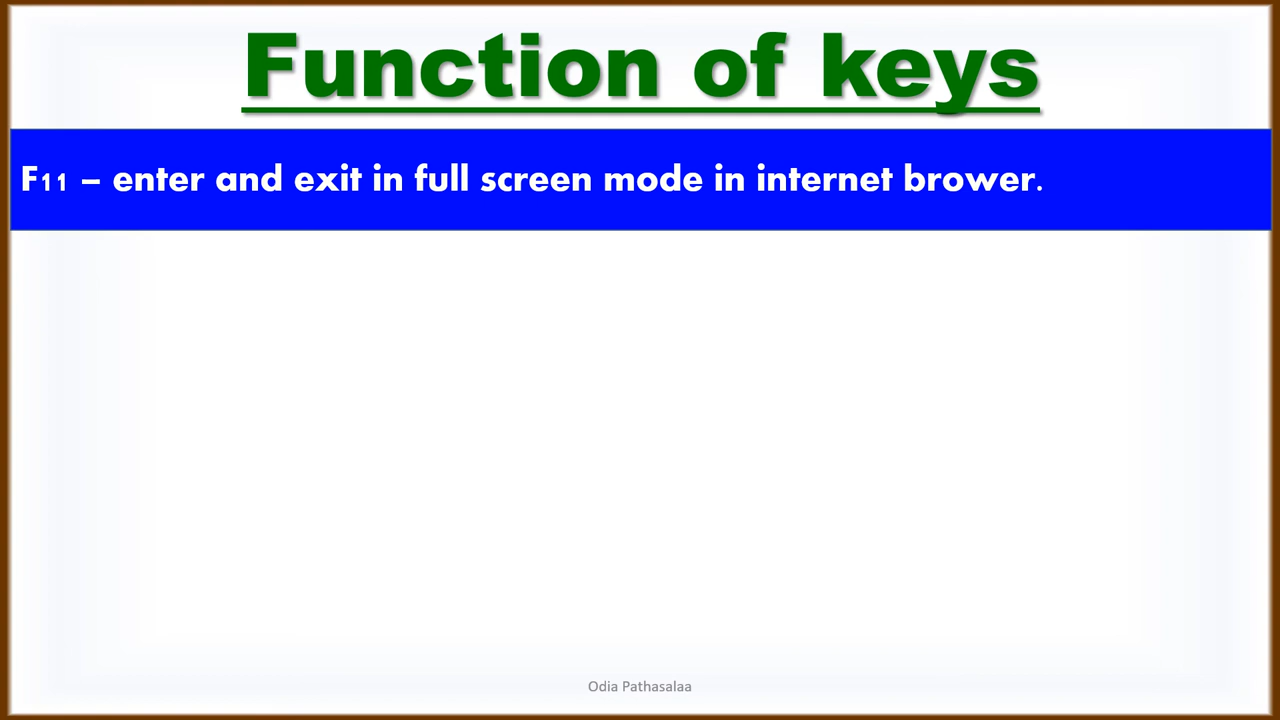 Function of keys
F11 – enter and exit in full screen mode in internet brower.
Odia Pathasalaa